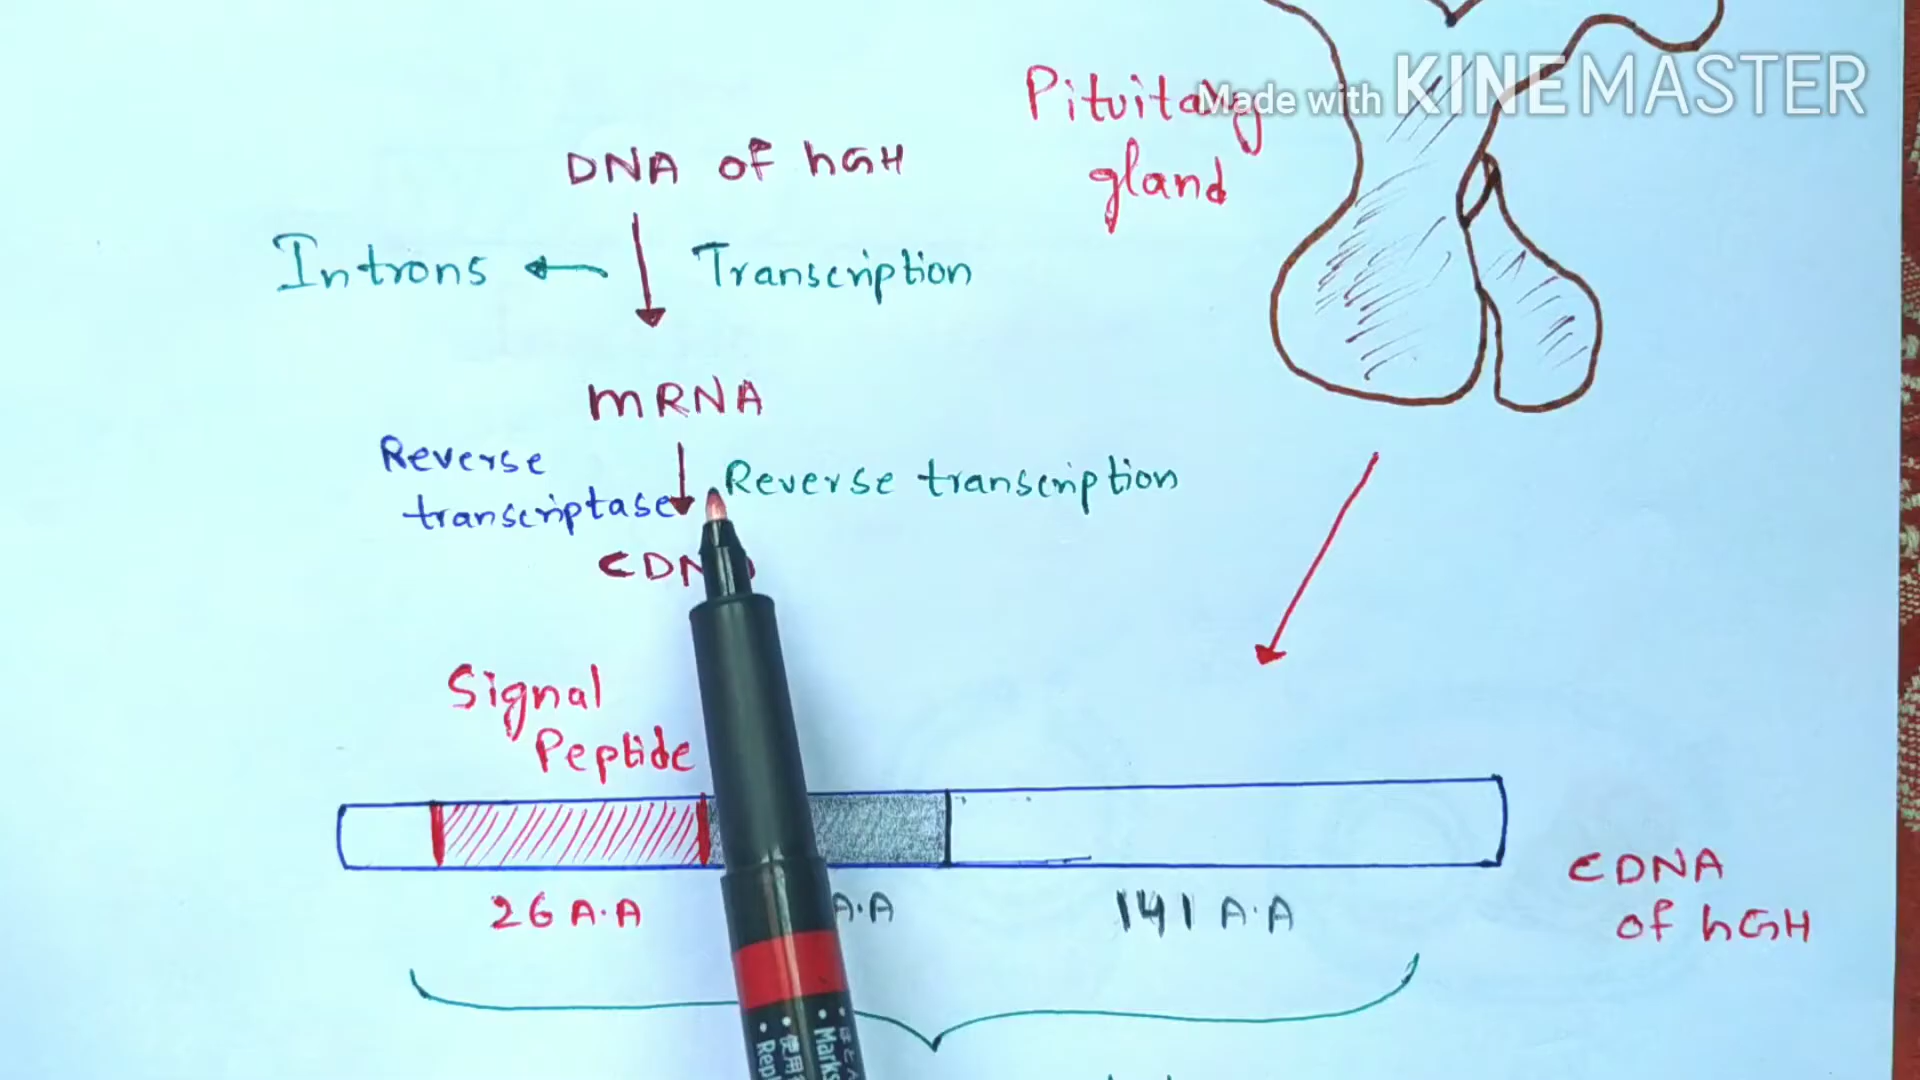 Made with KINEMASTER
Pituitary
gland
DNA of hGH
Introns
Transcription
mRNA
Reverse
transcriptase
Reverse transcription
CDN
Signal
Peptide
26 A.A
A.A
141 A.A
CDNA
of hGH